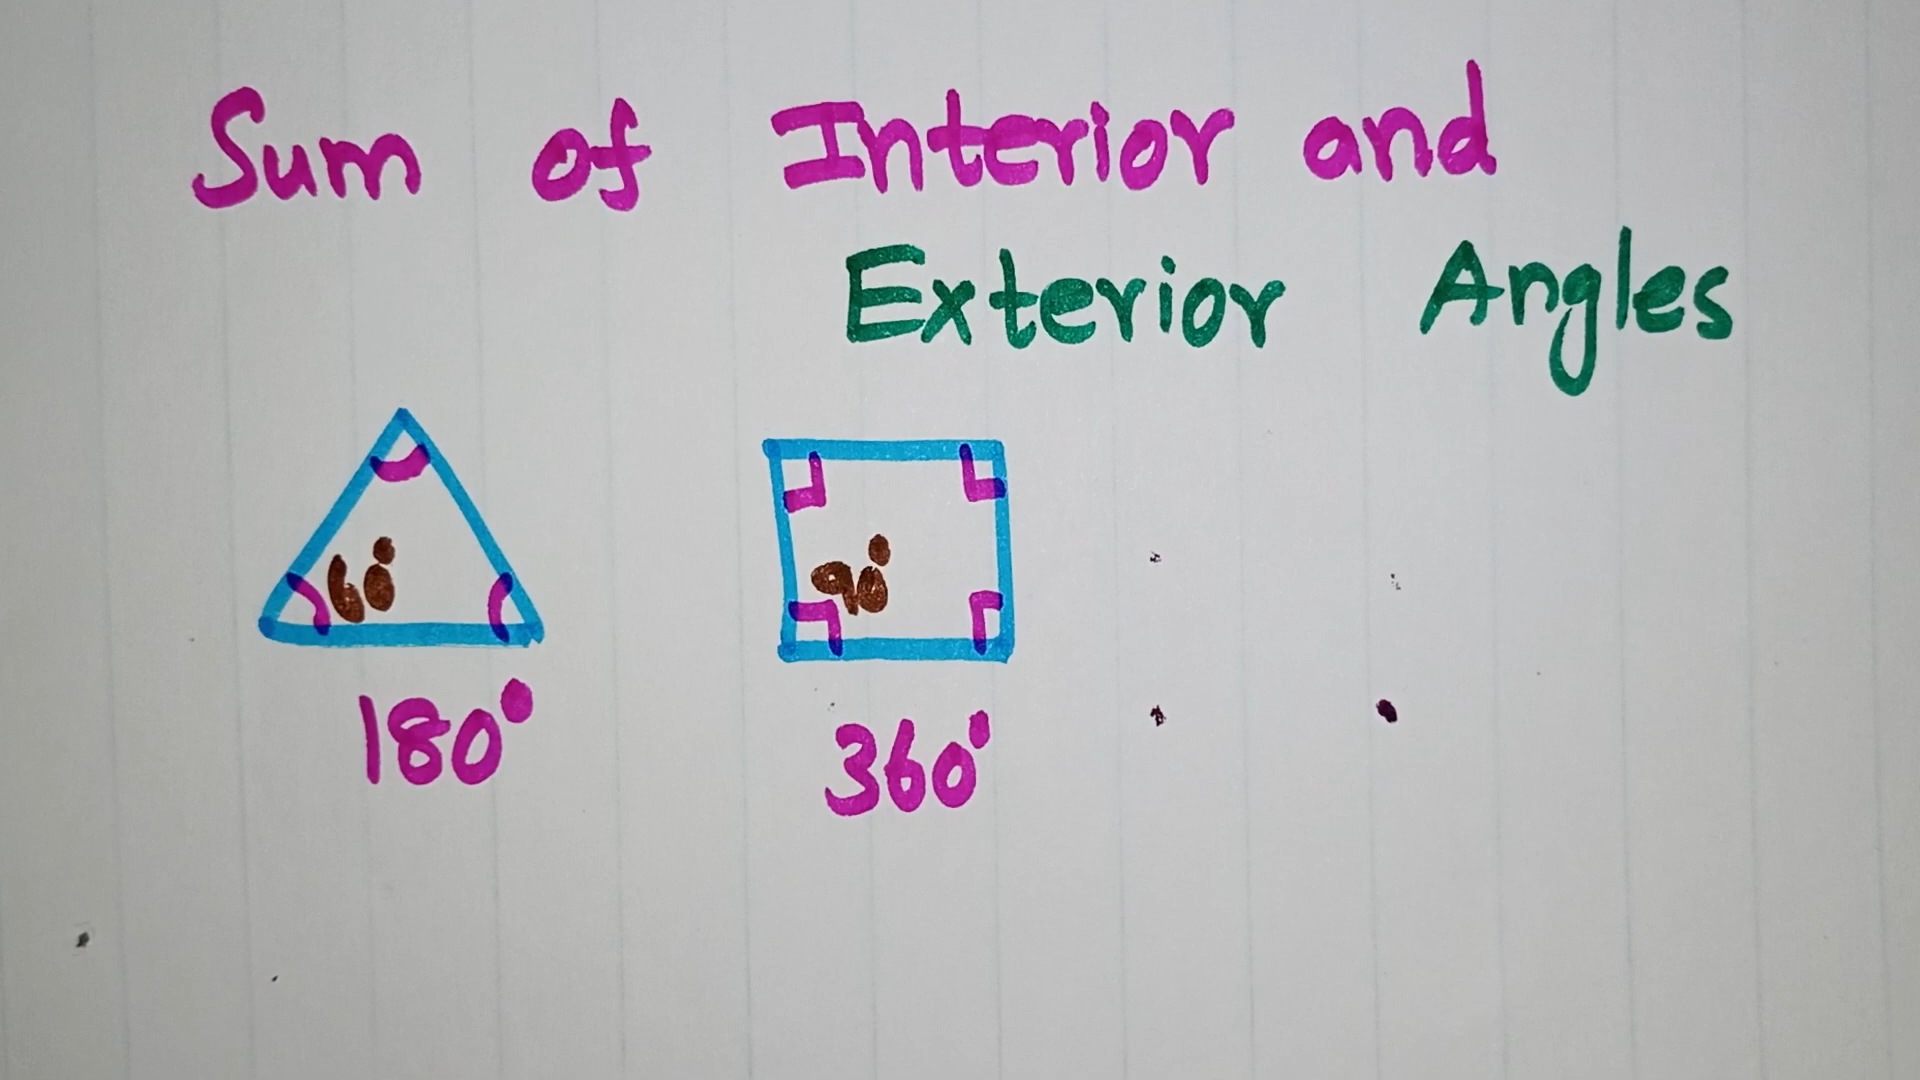 Sum of Interior and
Exterior Angles
60°
90°
180°
360°